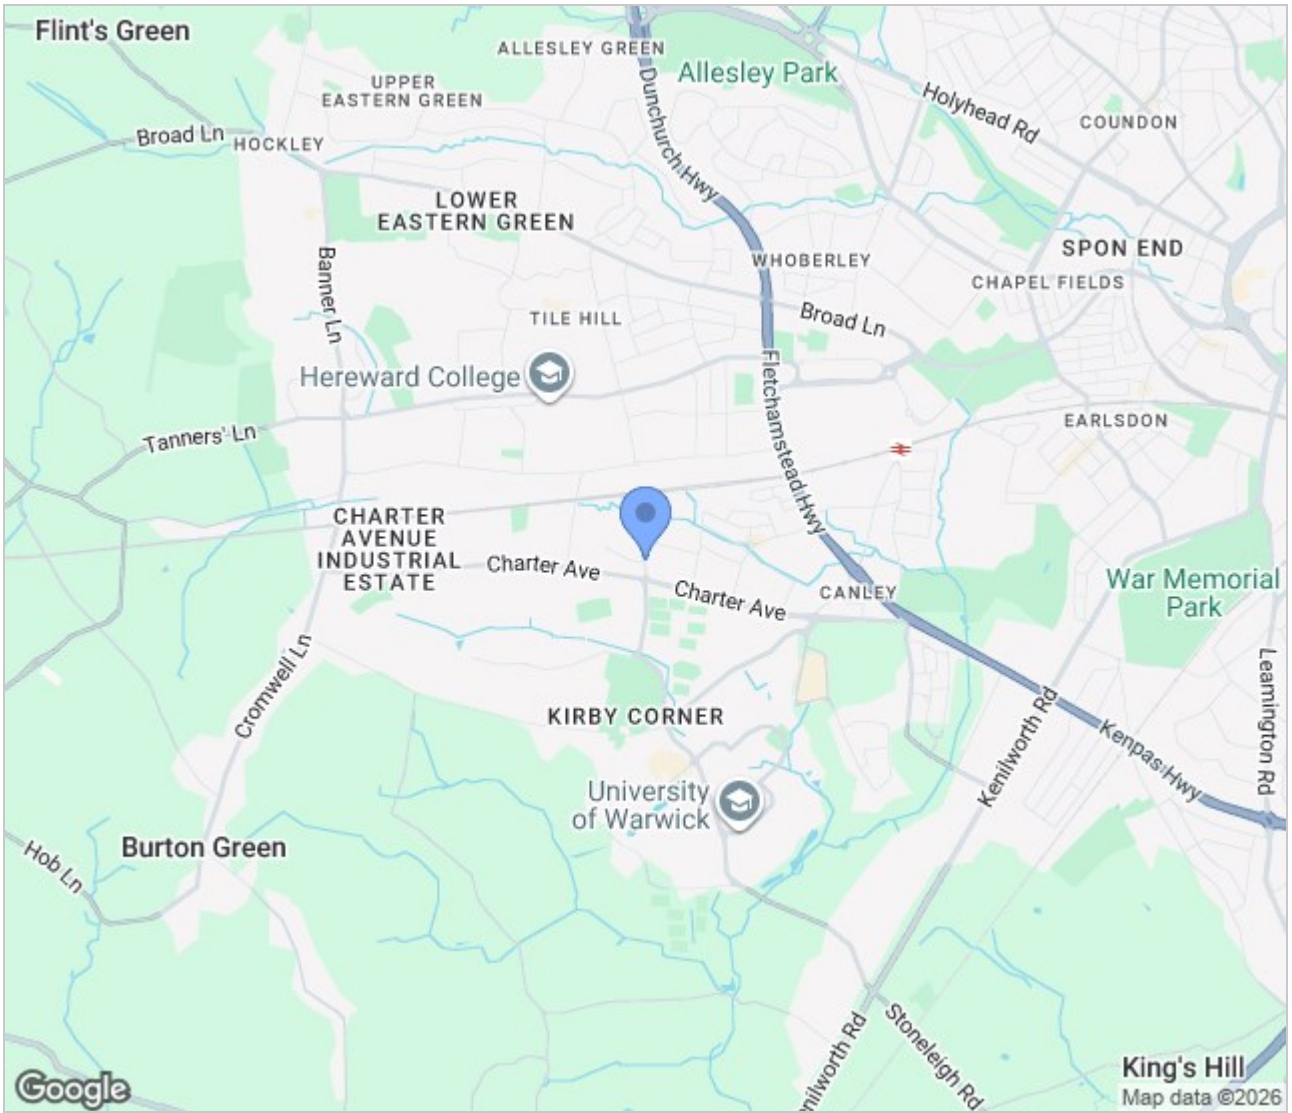 Flint's Green
ALLESLEY GREEN
Allesley Park
UPPER
EASTERN GREEN
Dunchurch Hwy
Holyhead Rd
COUNDON
Broad Ln
HOCKLEY
LOWER
EASTERN GREEN
SPON END
WHOBERLEY
CHAPEL FIELDS
Banner Ln
TILE HILL
Broad Ln
Hereward College
Fletchamstead Hwy
EARLSDON
Tanners' Ln
CHARTER
AVENUE
INDUSTRIAL
ESTATE
Charter Ave
Charter Ave
CANLEY
War Memorial
Park
Cromwell Ln
Leamington Rd
KIRBY CORNER
Kenilworth Rd
Kenpas Hwy
University
of Warwick
Burton Green
Hob Ln
Stoneleigh Rd
nilworth Rd
King's Hill
Google
Map data ©2026